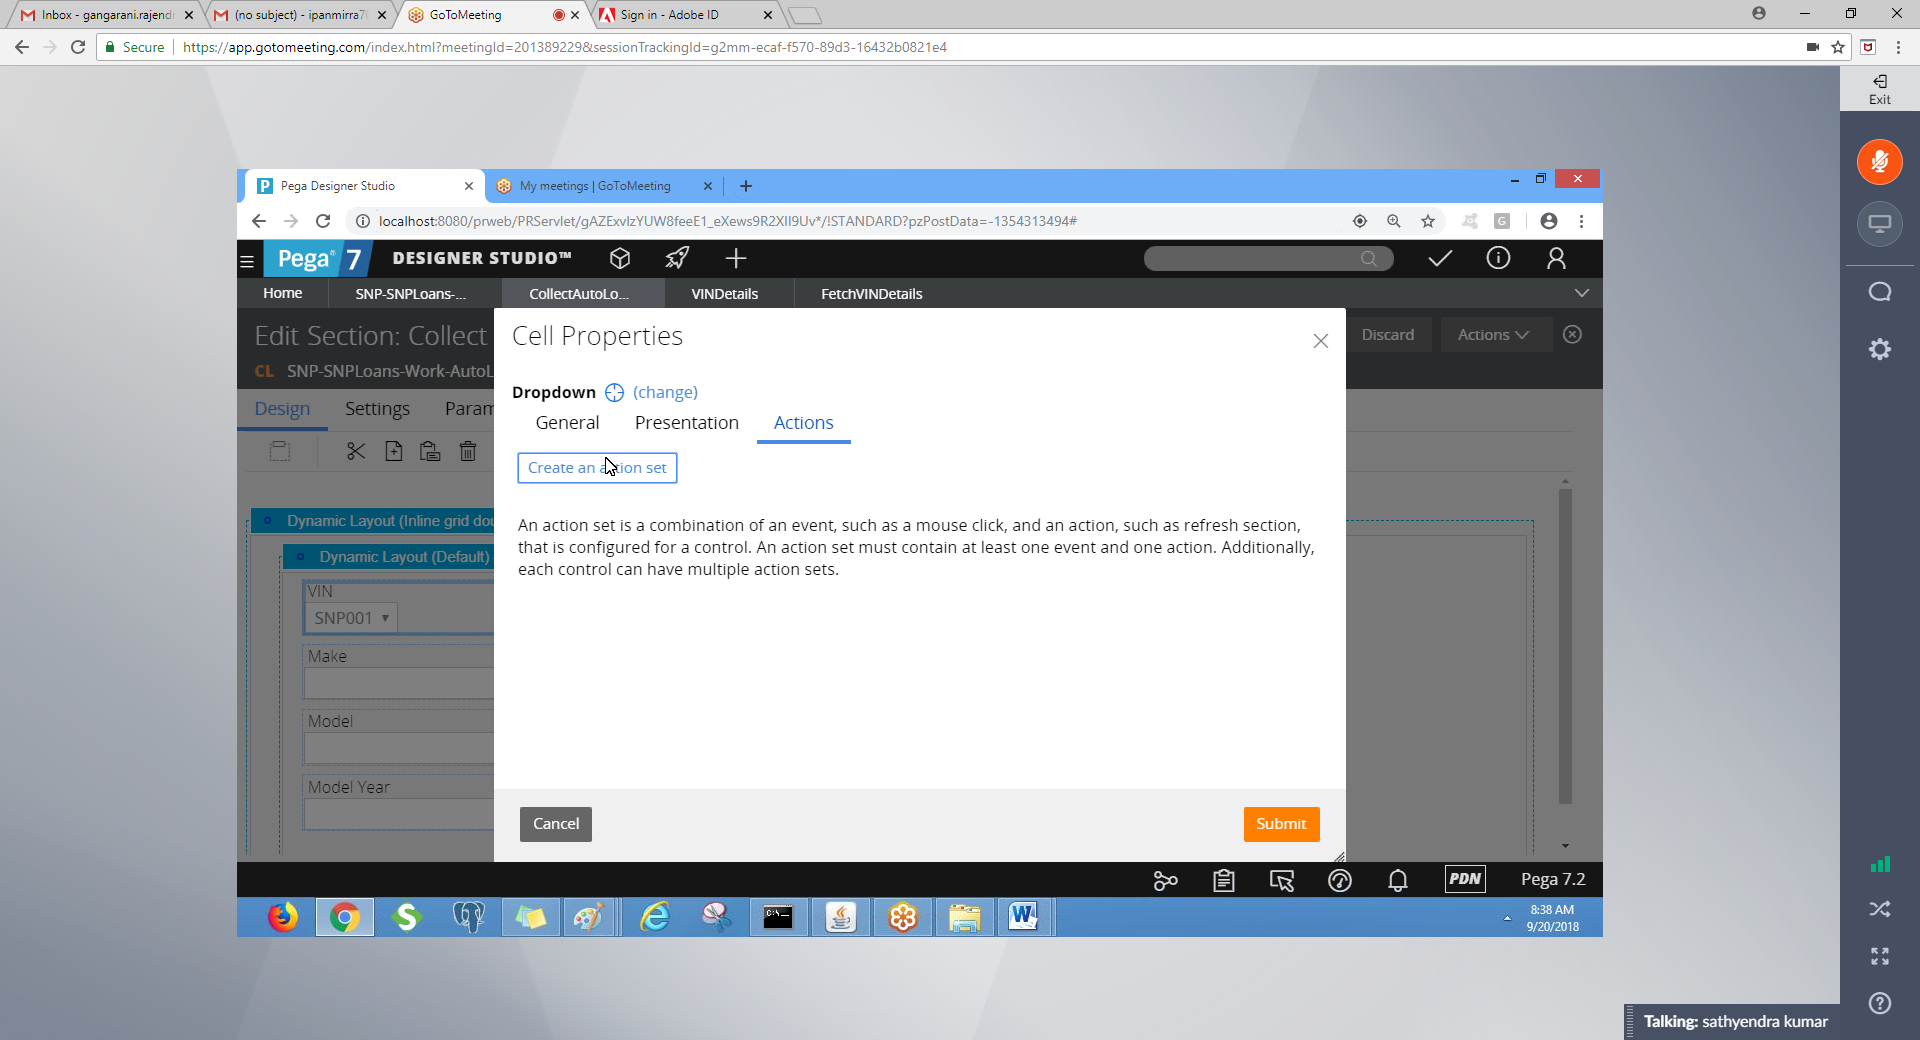 Inbox - gangarani.rajend
(no subject) - ipanmirra7
GoToMeeting
Sign in - Adobe ID
Secure
https://app.gotomeeting.com/index.html?meetingId=201389229&sessionTrackingId=g2mm-ecaf-f570-89d3-16432b0821e4
Exit
Pega Designer Studio
My meetings | GoToMeeting
localhost:8080/prweb/PRServlet/gAZExvlzYUW8feeE1_eXews9R2XII9Uv*/!STANDARD?pzPostData=-1354313494#
Pega 7
DESIGNER STUDIO™
Home
SNP-SNPLoans-...
CollectAutoLo...
VINDetails
FetchVINDetails
Edit Section: Collect
Discard
Actions
CL SNP-SNPLoans-Work-AutoL
Design
Settings
Param
Cell Properties
Dropdown
(change)
General
Presentation
Actions
Create an action set
An action set is a combination of an event, such as a mouse click, and an action, such as refresh section,
that is configured for a control. An action set must contain at least one event and one action. Additionally,
each control can have multiple action sets.
Dynamic Layout (Inline grid dou
Dynamic Layout (Default)
VIN
SNP001
Make
Model
Model Year
Cancel
Submit
PDN
Pega 7.2
8:38 AM
9/20/2018
Talking: sathyendra kumar